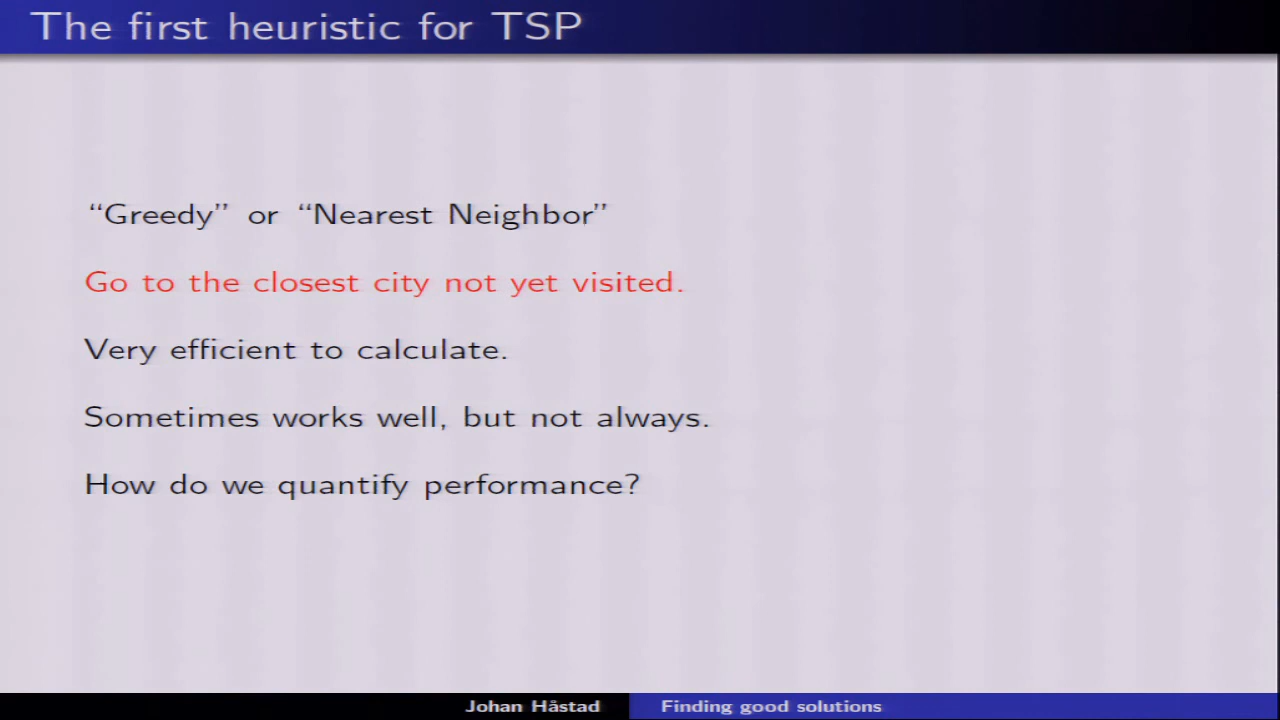 The first heuristic for TSP
“Greedy” or “Nearest Neighbor”
Go to the closest city not yet visited.
Very efficient to calculate.
Sometimes works well, but not always.
How do we quantify performance?
Johan Håstad
Finding good solutions